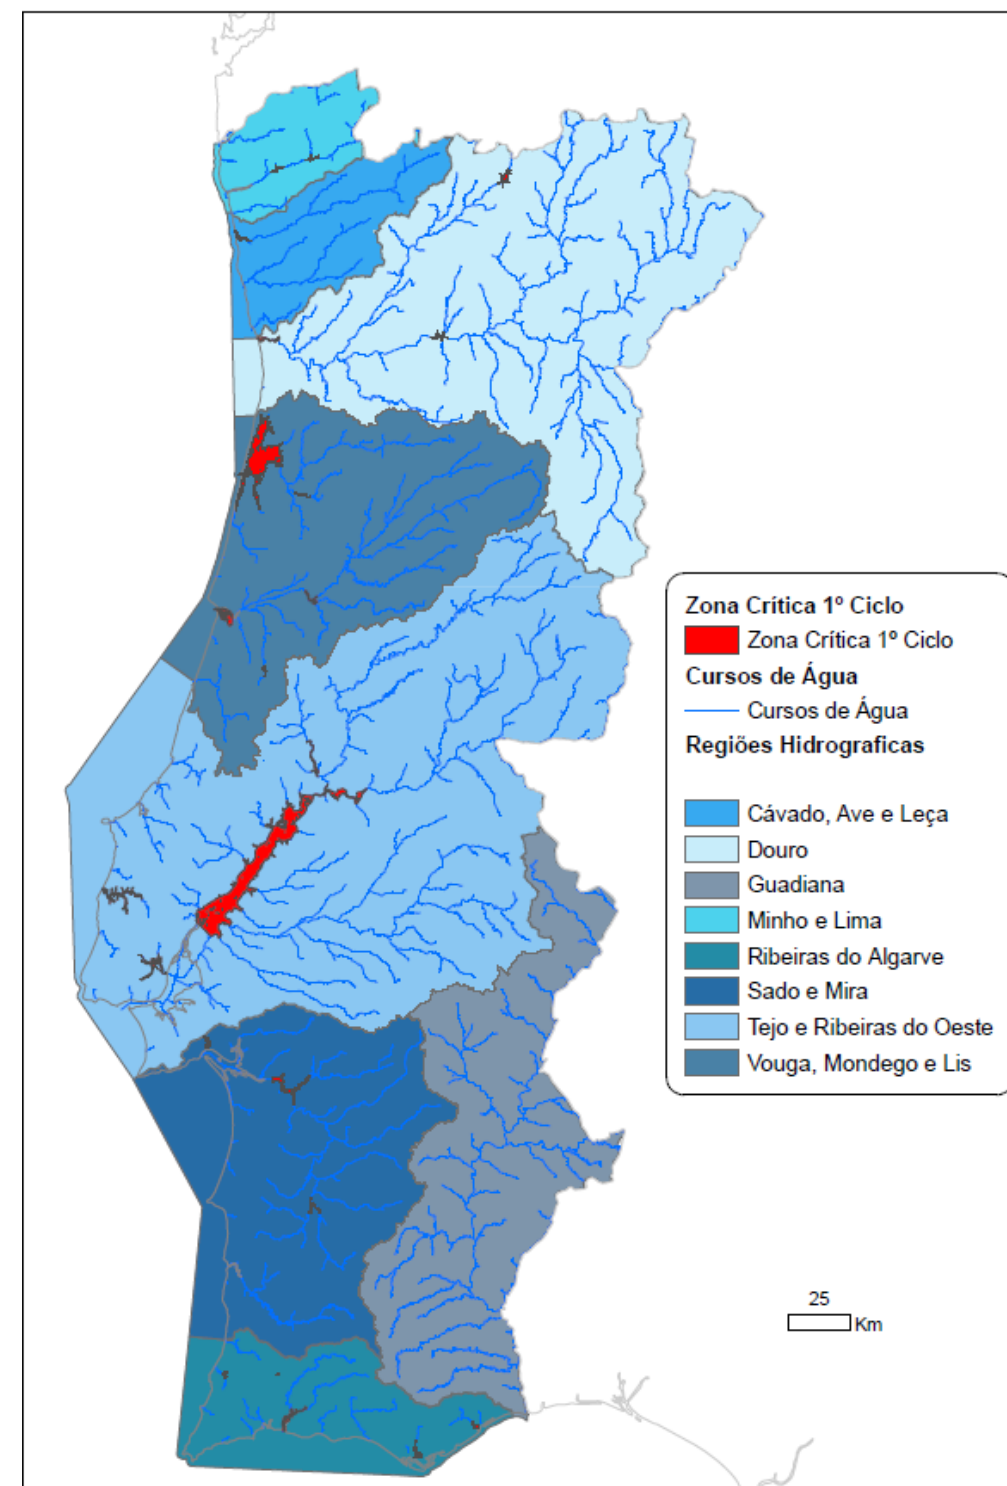 Zona Crítica 1º Ciclo
Zona Crítica 1º Ciclo
Cursos de Água
Cursos de Água
Regiões Hidrograficas
Cávado, Ave e Leça
Douro
Guadiana
Minho e Lima
Ribeiras do Algarve
Sado e Mira
Tejo e Ribeiras do Oeste
Vouga, Mondego e Lis
25
Km